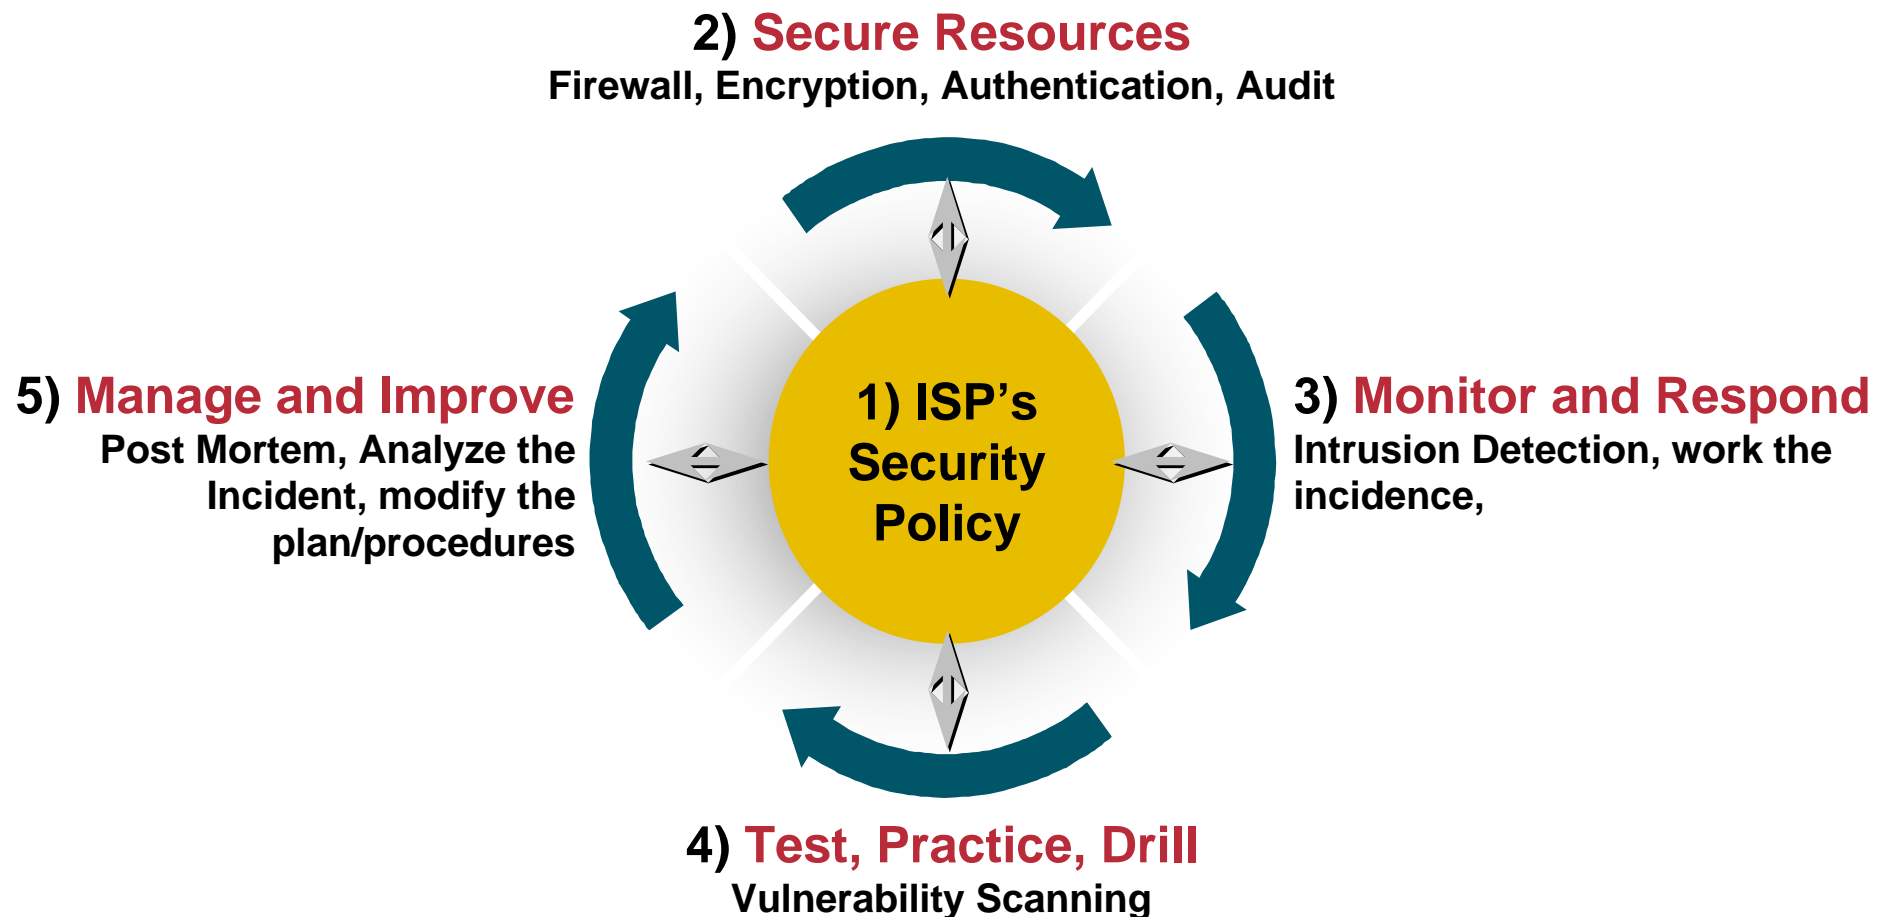 2) Secure Resources
Firewall, Encryption, Authentication, Audit
5) Manage and Improve
Post Mortem, Analyze the
Incident, modify the
plan/procedures
1) ISP’s
Security
Policy
3) Monitor and Respond
Intrusion Detection, work the
incidence,
4) Test, Practice, Drill
Vulnerability Scanning